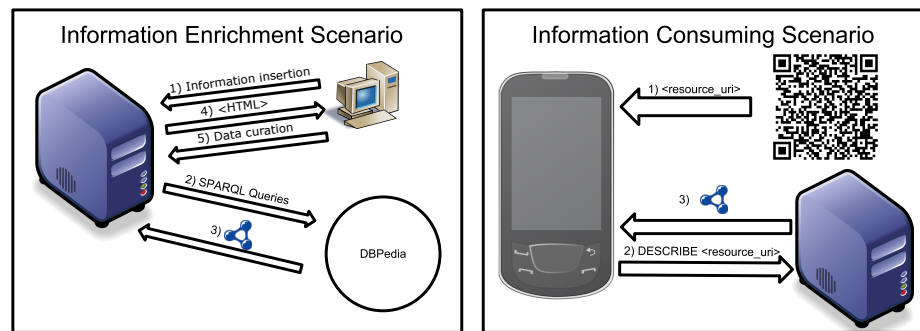 Information Enrichment Scenario
1) Information insertion
4) <HTML>
5) Data curation
2) SPARQL Queries
3)
DBPedia
Information Consuming Scenario
1) <resource_uri>
3)
2) DESCRIBE <resource_uri>